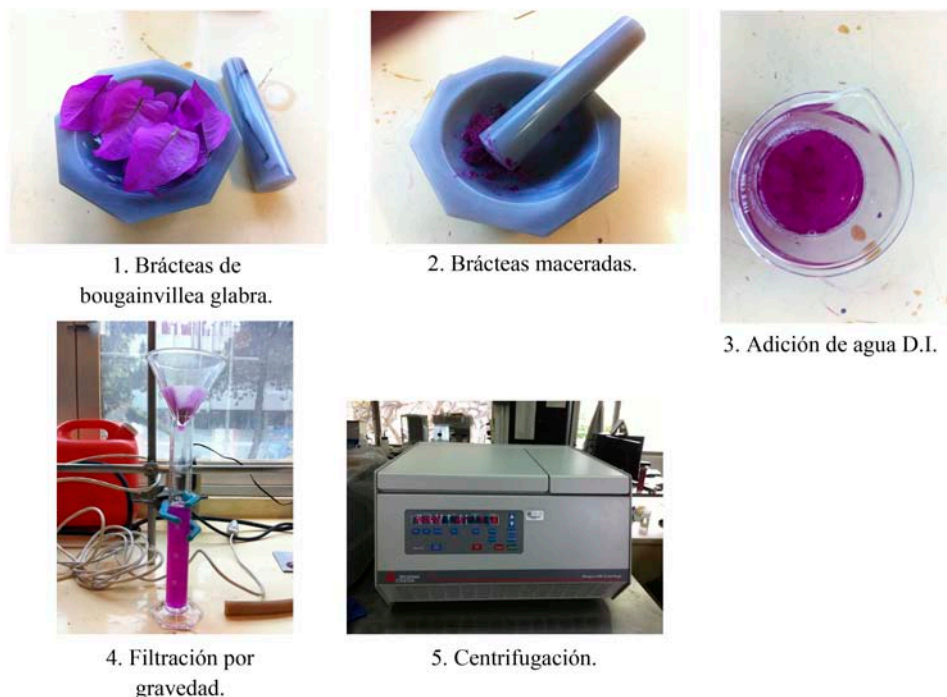 1. Brácteas de
bougainvillea glabra.
2. Brácteas maceradas.
3. Adición de agua D.I.
4. Filtración por
gravedad.
5. Centrifugación.